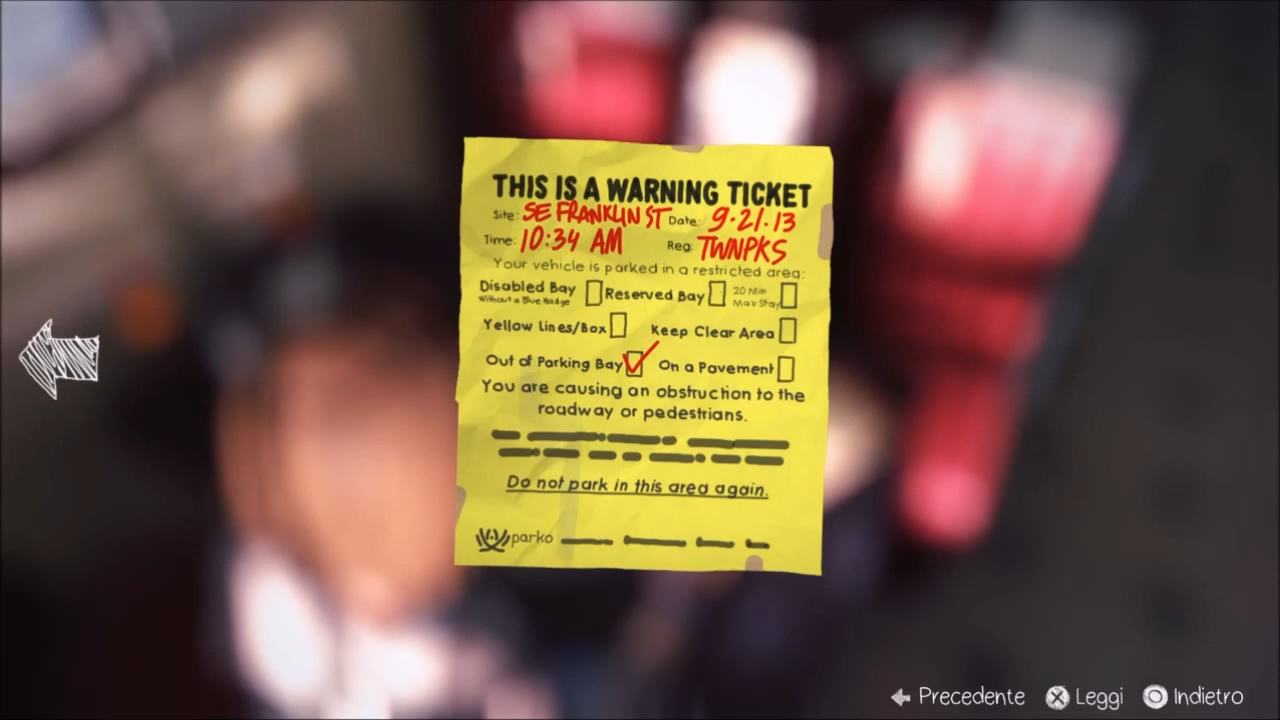 THIS IS A WARNING TICKET
Site: SE FRANKLIN ST Date: 9·21·13
Time: 10:34 AM Reg: TWNPKS
Your vehicle is parked in a restricted area:
Disabled Bay Reserved Bay 20 Min
Without a Blue Badge Max Stay
Yellow Lines/Box Keep Clear Area
Out of Parking Bay On a Pavement
You are causing an obstruction to the
roadway or pedestrians.
Do not park in this area again.
parko
Precedente Leggi Indietro